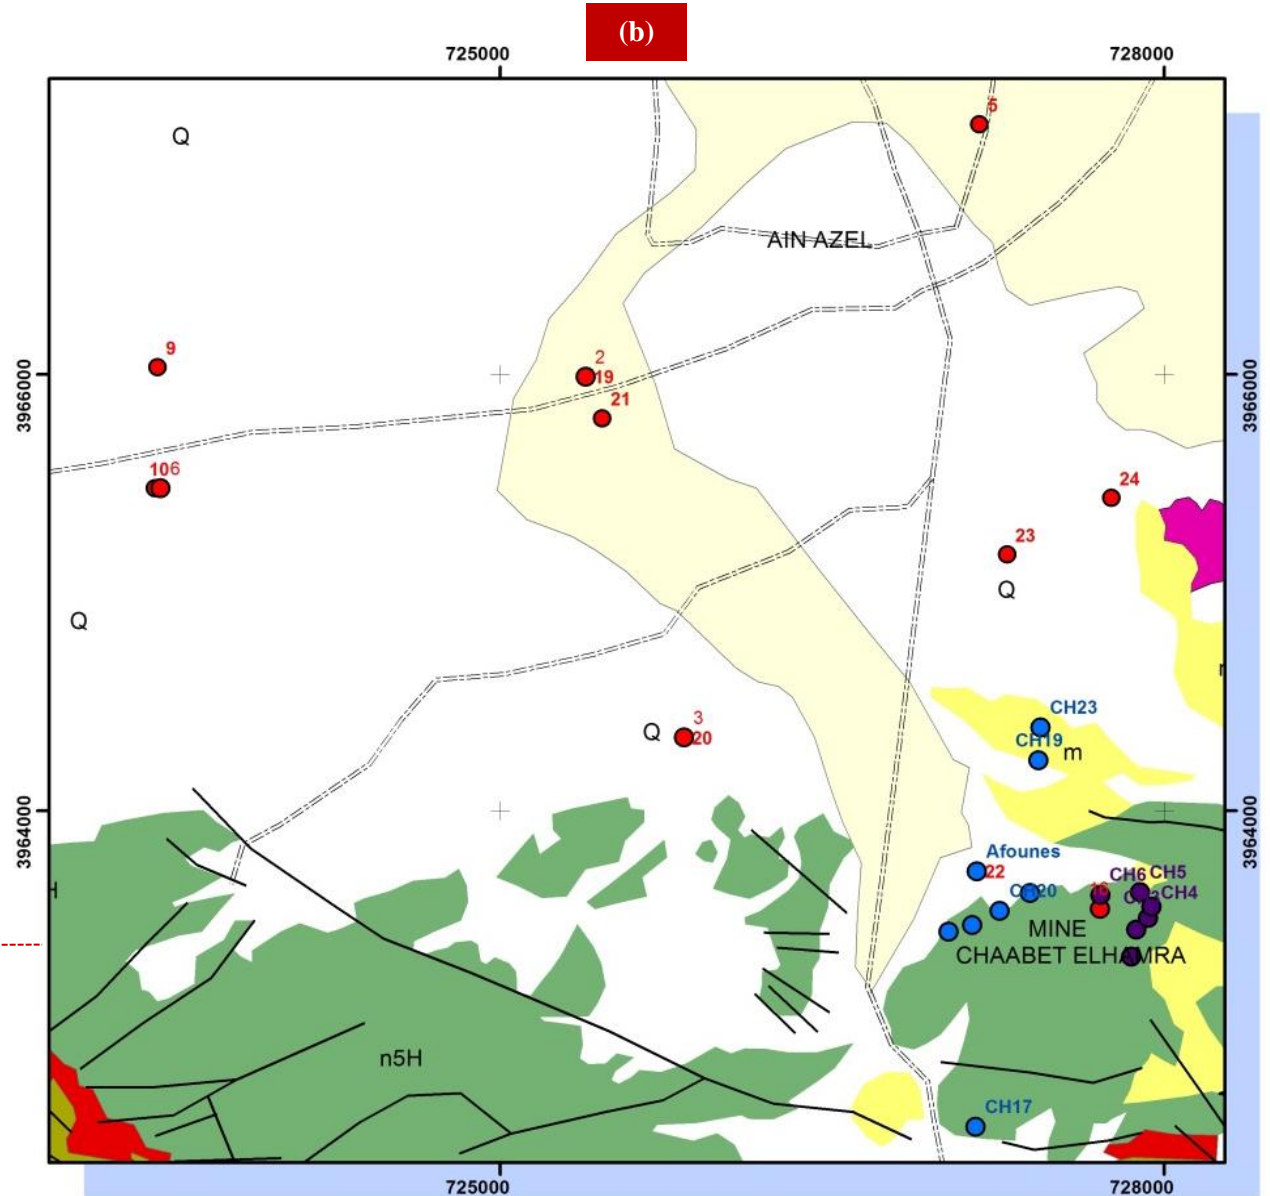 (b)
725000 728000
5
Q
AIN AZEL
9
2
19
3966000 3966000
21
106
24
23
Q
Q
CH23
3
Q 20
CH19
m
3964000 3964000
Afounes
22
CH6 CH5
CH20 CH4
MINE
CHAABET ELHAMRA
n5H
CH17
725000 728000